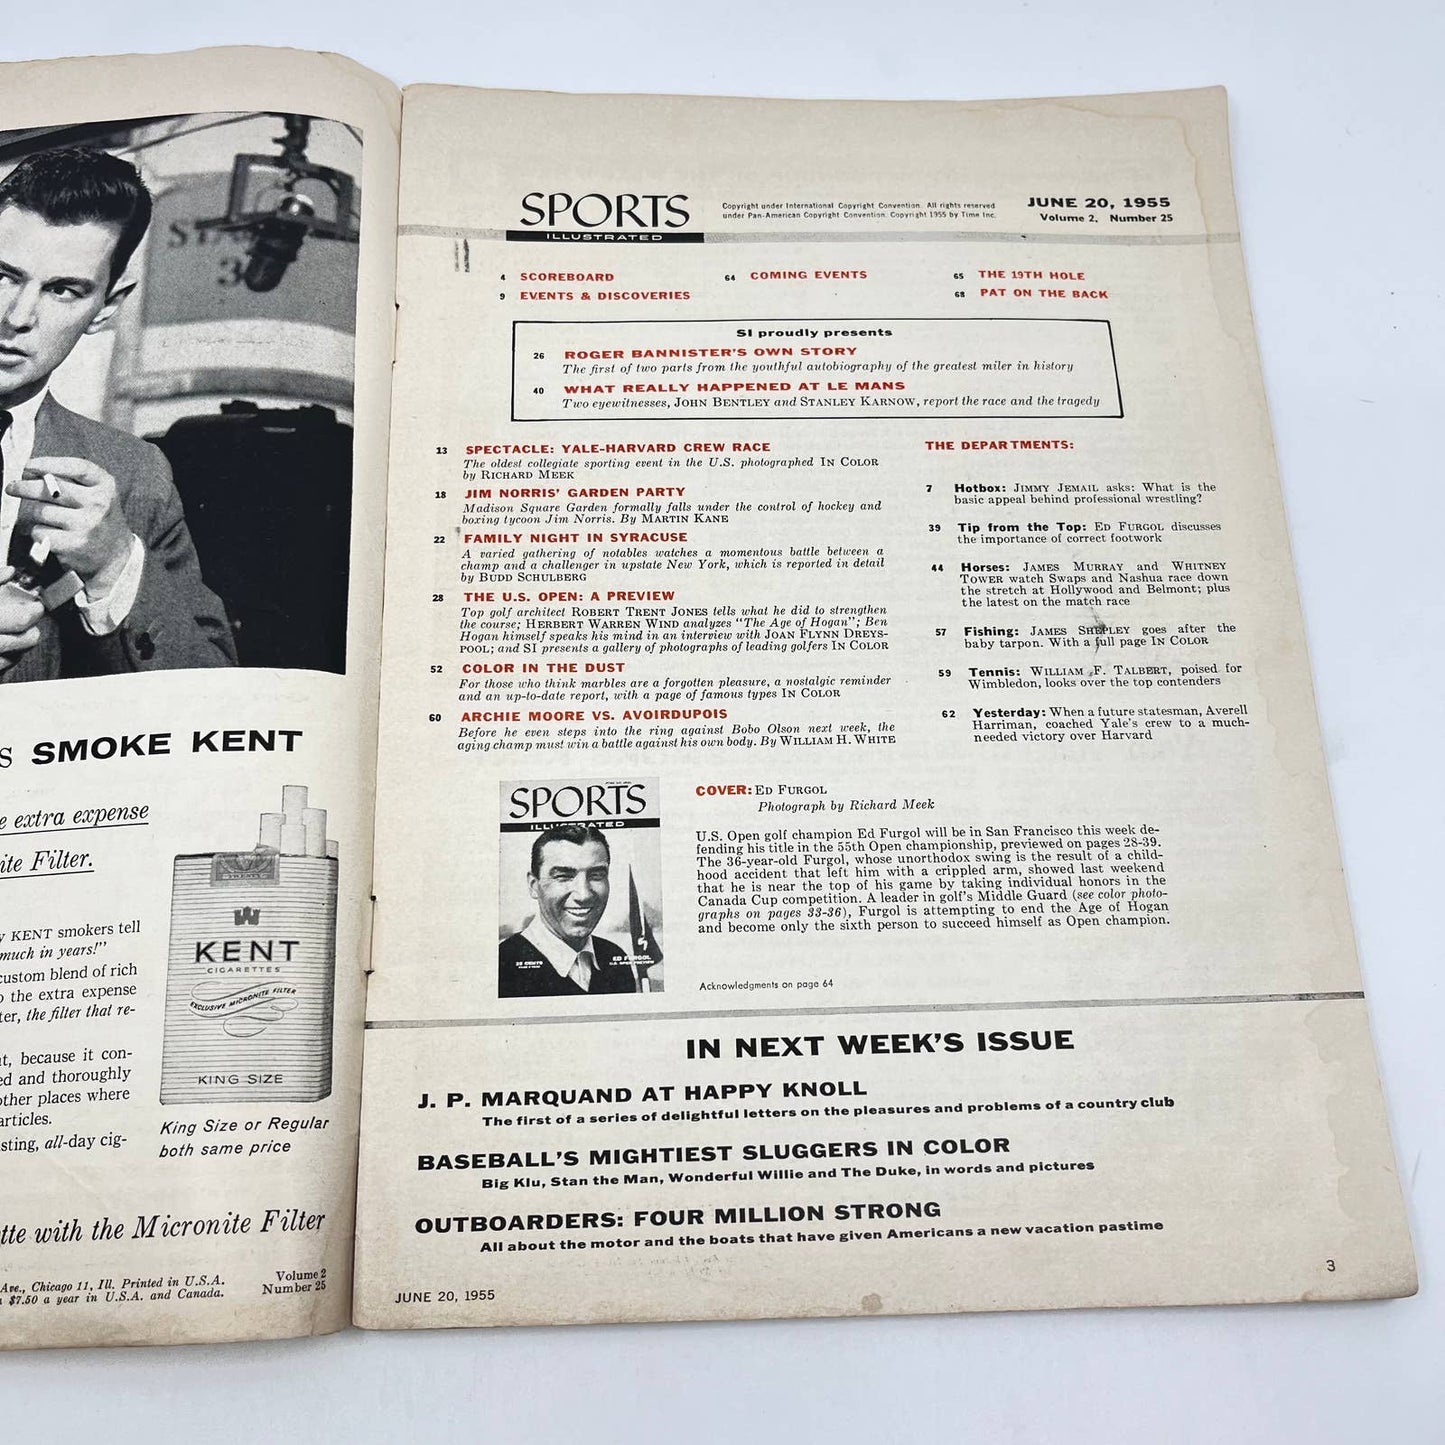 S SMOKE KENT
e extra expense
ite Filter.
y KENT smokers tell
much in years!"
custom blend of rich
o the extra expense
ter, the filter that re-
t, because it con-
ed and thoroughly
other places where
articles.
sting, all-day cig-
TWENTY
KENT
CIGARETTES
EXCLUSIVE MICRONITE FILTER
KING SIZE
King Size or Regular
both same price
tte with the Micronite Filter
Ave., Chicago 11, Ill. Printed in U.S.A.
$7.50 a year in U.S.A. and Canada.
Volume 2
Number 25
SPORTS
ILLUSTRATED
Copyright under International Copyright Convention. All rights reserved
under Pan-American Copyright Convention. Copyright 1955 by Time Inc.
JUNE 20, 1955
Volume 2, Number 25
4 SCOREBOARD
9 EVENTS & DISCOVERIES
64 COMING EVENTS
65 THE 19TH HOLE
68 PAT ON THE BACK
SI proudly presents
26 ROGER BANNISTER'S OWN STORY
The first of two parts from the youthful autobiography of the greatest miler in history
40 WHAT REALLY HAPPENED AT LE MANS
Two eyewitnesses, JOHN BENTLEY and STANLEY KARNOW, report the race and the tragedy
13 SPECTACLE: YALE-HARVARD CREW RACE
The oldest collegiate sporting event in the U.S. photographed IN COLOR
by RICHARD MEEK
18 JIM NORRIS' GARDEN PARTY
Madison Square Garden formally falls under the control of hockey and
boxing tycoon Jim Norris. By MARTIN KANE
22 FAMILY NIGHT IN SYRACUSE
A varied gathering of notables watches a momentous battle between a
champ and a challenger in upstate New York, which is reported in detail
by BUDD SCHULBERG
28 THE U.S. OPEN: A PREVIEW
Top golf architect ROBERT TRENT JONES tells what he did to strengthen
the course; HERBERT WARREN WIND analyzes "The Age of Hogan"; Ben
Hogan himself speaks his mind in an interview with JOAN FLYNN DREYS-
POOL; and SI presents a gallery of photographs of leading golfers IN COLOR
52 COLOR IN THE DUST
For those who think marbles are a forgotten pleasure, a nostalgic reminder
and an up-to-date report, with a page of famous types IN COLOR
60 ARCHIE MOORE VS. AVOIRDUPOIS
Before he even steps into the ring against Bobo Olson next week, the
aging champ must win a battle against his own body. By WILLIAM H. WHITE
THE DEPARTMENTS:
7 Hotbox: JIMMY JEMAIL asks: What is the
basic appeal behind professional wrestling?
39 Tip from the Top: ED FURGOL discusses
the importance of correct footwork
44 Horses: JAMES MURRAY and WHITNEY
TOWER watch Swaps and Nashua race down
the stretch at Hollywood and Belmont; plus
the latest on the match race
57 Fishing: JAMES SHEPLEY goes after the
baby tarpon. With a full page IN COLOR
59 Tennis: WILLIAM F. TALBERT, poised for
Wimbledon, looks over the top contenders
62 Yesterday: When a future statesman, Averell
Harriman, coached Yale's crew to a much-
needed victory over Harvard
SPORTS
ILLUSTRATED
25 CENTS
ED FURGOL
U.S. OPEN PREVIEW
COVER: ED FURGOL
Photograph by Richard Meek
U.S. Open golf champion Ed Furgol will be in San Francisco this week de-
fending his title in the 55th Open championship, previewed on pages 28-39.
The 36-year-old Furgol, whose unorthodox swing is the result of a child-
hood accident that left him with a crippled arm, showed last weekend
that he is near the top of his game by taking individual honors in the
Canada Cup competition. A leader in golf's Middle Guard (see color photo-
graphs on pages 33-36), Furgol is attempting to end the Age of Hogan
and become only the sixth person to succeed himself as Open champion.
Acknowledgments on page 64
IN NEXT WEEK'S ISSUE
J. P. MARQUAND AT HAPPY KNOLL
The first of a series of delightful letters on the pleasures and problems of a country club
BASEBALL'S MIGHTIEST SLUGGERS IN COLOR
Big Klu, Stan the Man, Wonderful Willie and The Duke, in words and pictures
OUTBOARDERS: FOUR MILLION STRONG
All about the motor and the boats that have given Americans a new vacation pastime
JUNE 20, 1955
3